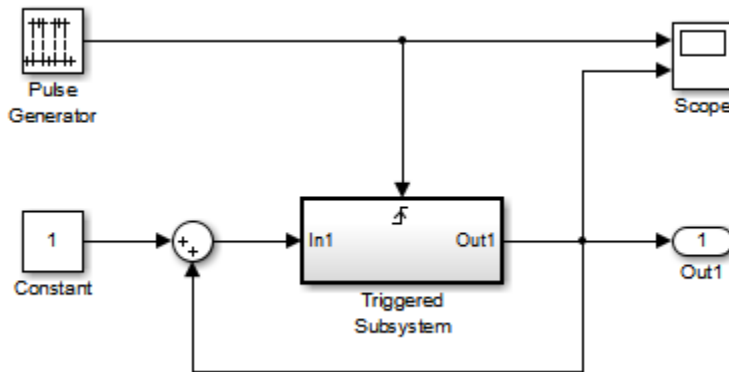 Pulse
Generator
Scope
1
Constant
+
+
In1
Out1
Triggered
Subsystem
1
Out1